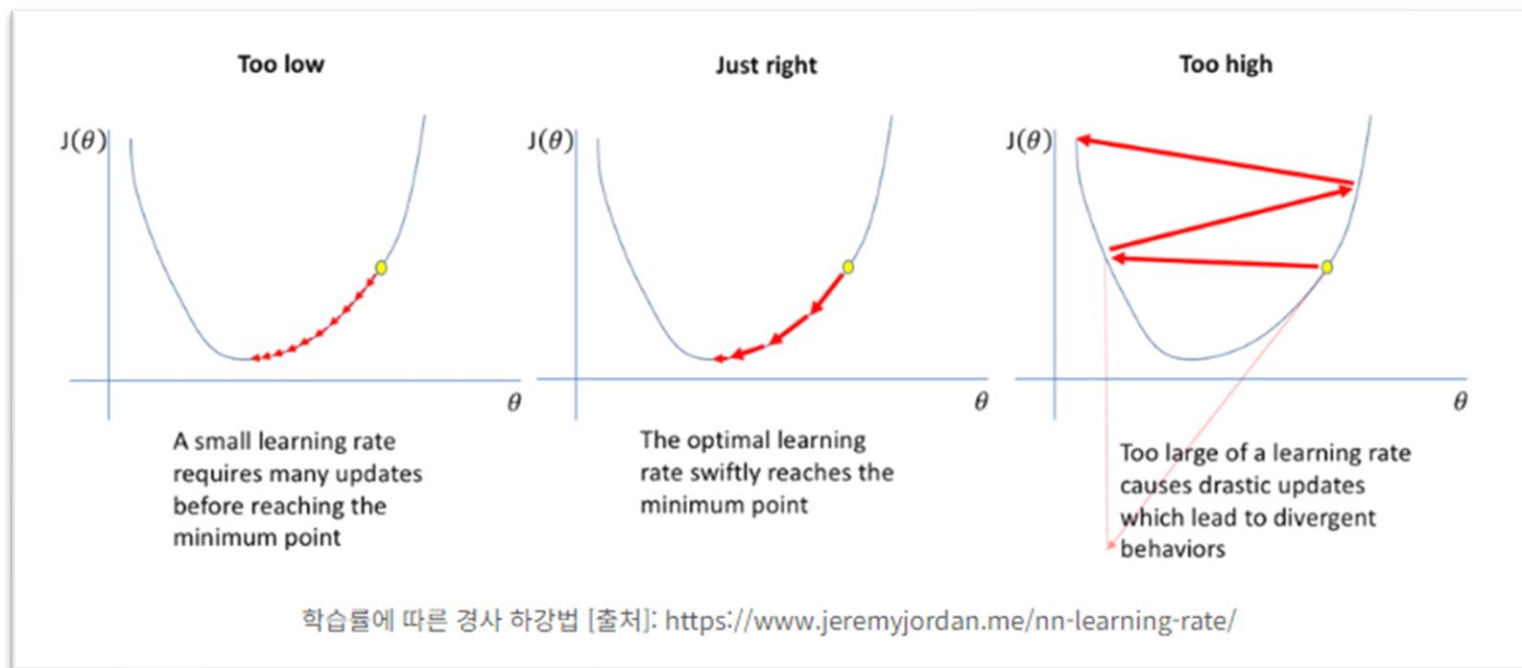 Too low
J(θ)
θ
A small learning rate
requires many updates
before reaching the
minimum point
Just right
J(θ)
θ
The optimal learning
rate swiftly reaches the
minimum point
Too high
J(θ)
θ
Too large of a learning rate
causes drastic updates
which lead to divergent
behaviors
학습률에 따른 경사 하강법 [출처]: https://www.jeremyjordan.me/nn-learning-rate/